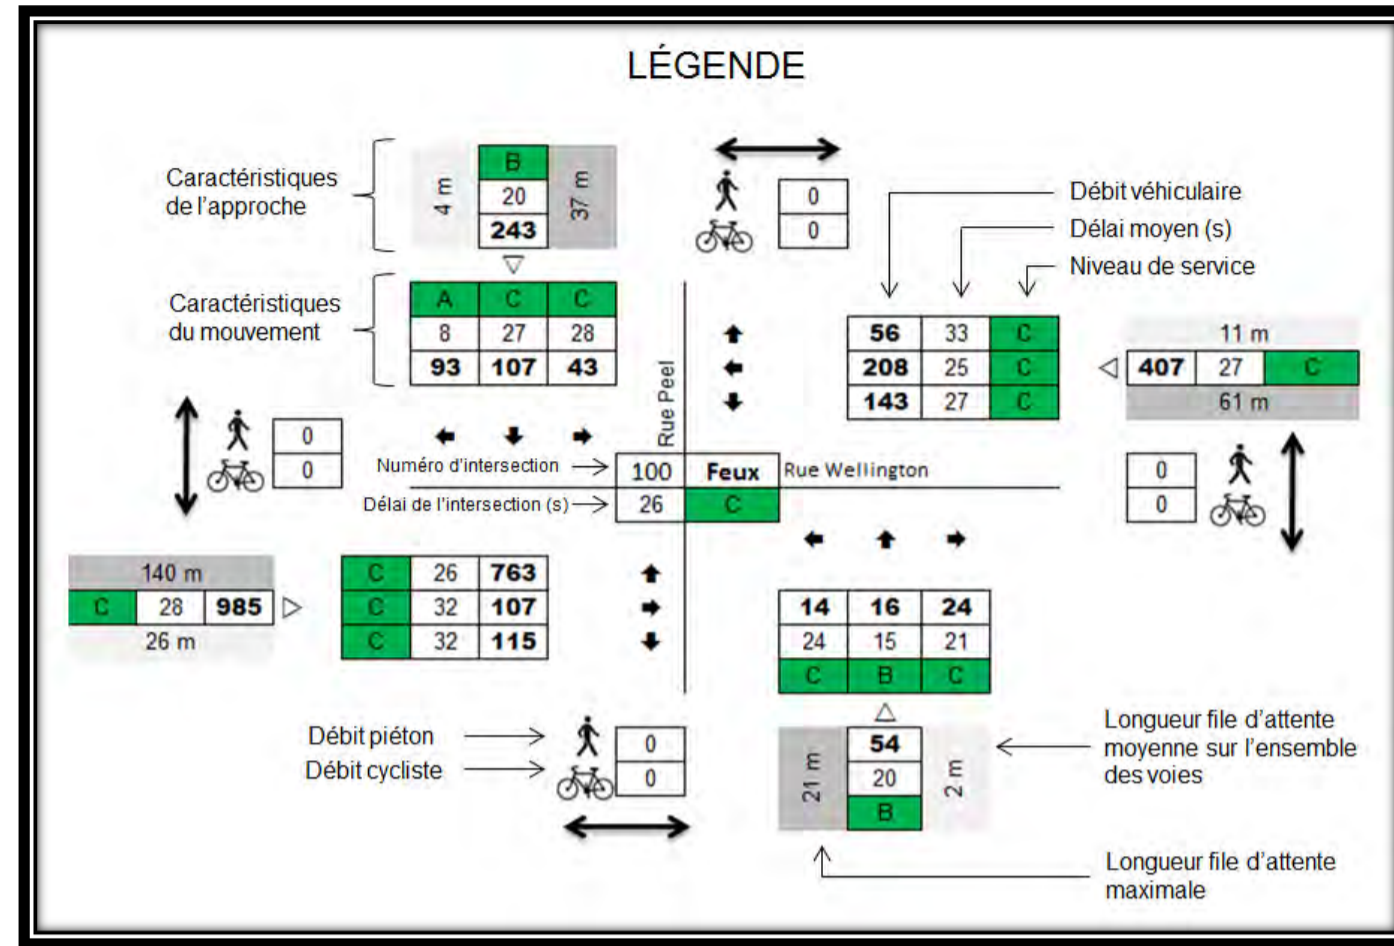 LÉGENDE
Caractéristiques
de l'approche
4 m
B
20
243
37 m
0
0
Débit véhiculaire
Délai moyen (s)
Niveau de service
Caractéristiques
du mouvement
A C C
8 27 28
93 107 43
Rue Peel
56 33 C
208 25 C
143 27 C
11 m
407 27 C
61 m
0
0
Numéro d'intersection
100 Feux Rue Wellington
Délai de l'intersection (s)
26 C
0
0
140 m
C 28 985
26 m
C 26 763
C 32 107
C 32 115
14 16 24
24 15 21
C B C
Débit piéton
Débit cycliste
0
0
21 m
54
20
B
2 m
Longueur file d'attente
moyenne sur l'ensemble
des voies
Longueur file d'attente
maximale